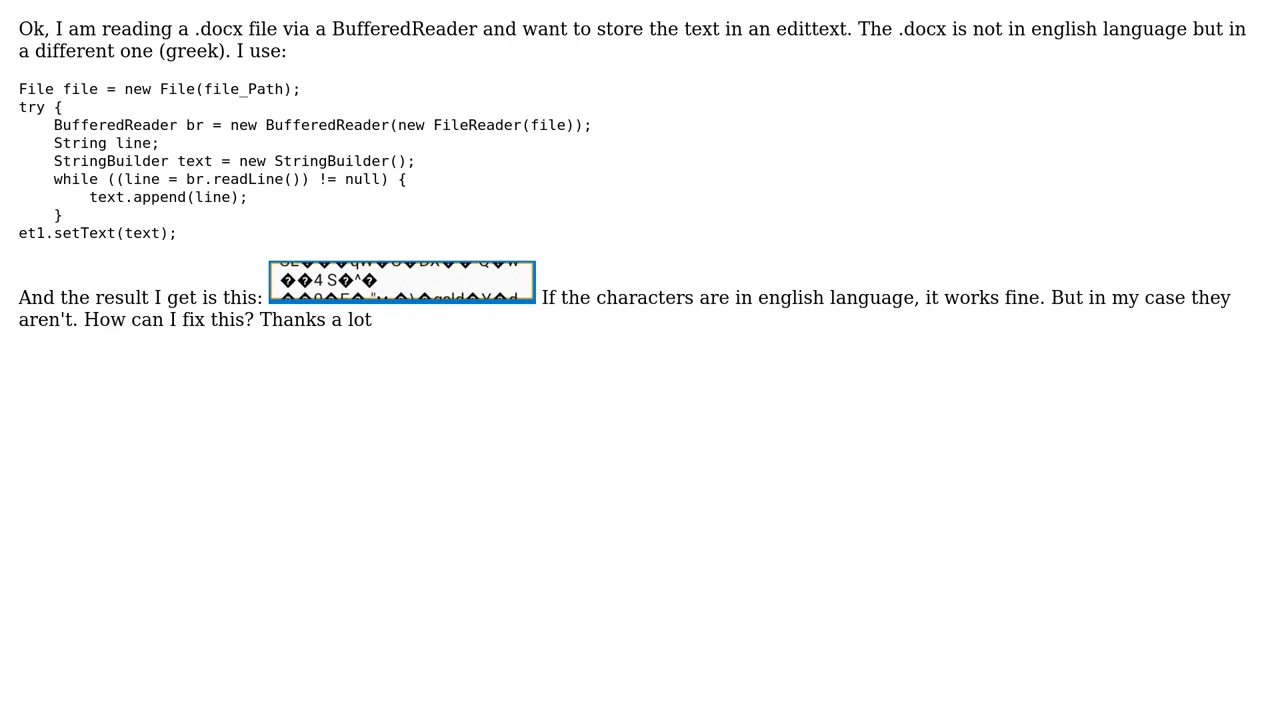 Ok, I am reading a .docx file via a BufferedReader and want to store the text in an edittext. The .docx is not in english language but in
a different one (greek). I use:
File file = new File(file_Path);
try {
    BufferedReader br = new BufferedReader(new FileReader(file));
    String line;
    StringBuilder text = new StringBuilder();
    while ((line = br.readLine()) != null) {
        text.append(line);
    }
et1.setText(text);
��4 S�^�
And the result I get is this: If the characters are in english language, it works fine. But in my case they
aren't. How can I fix this? Thanks a lot